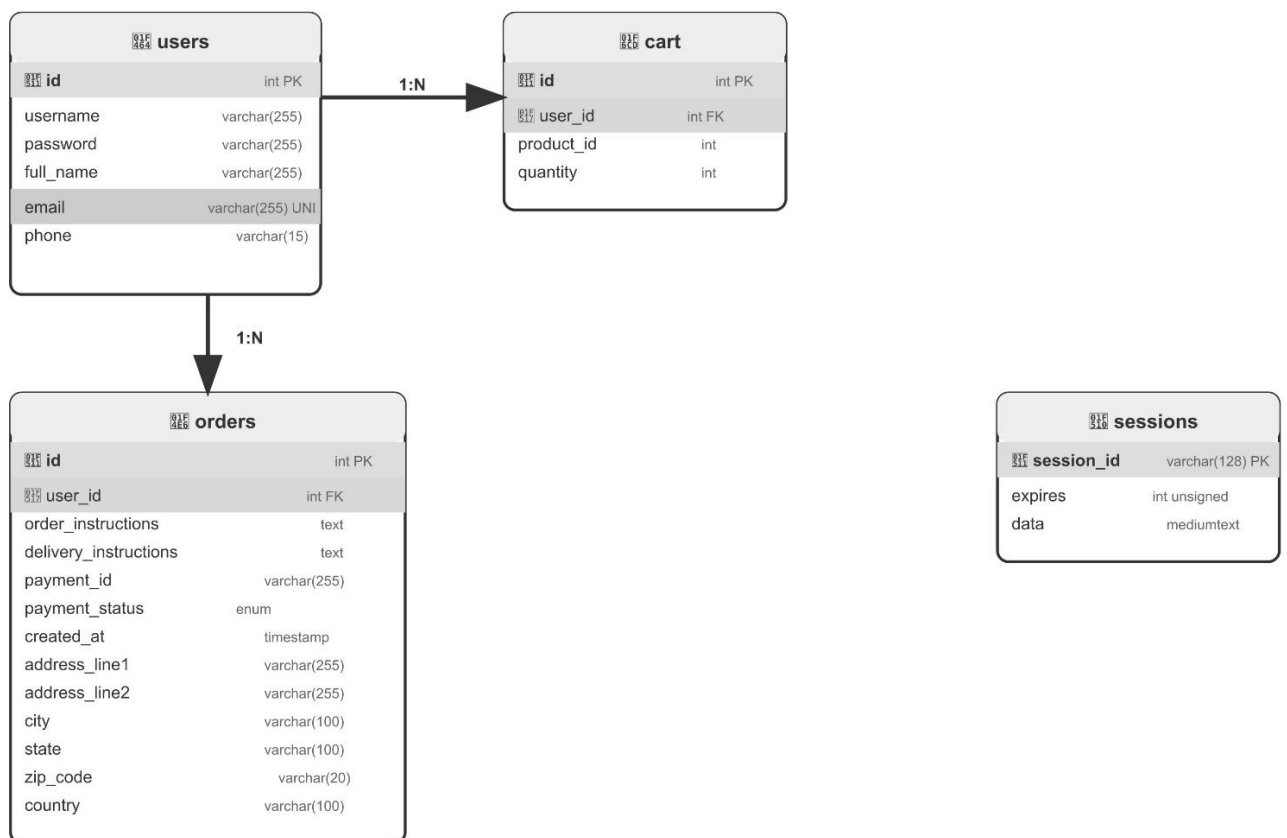 users
id int PK
username varchar(255)
password varchar(255)
full_name varchar(255)
email varchar(255) UNI
phone varchar(15)
1:N
cart
id int PK
user_id int FK
product_id int
quantity int
1:N
orders
id int PK
user_id int FK
order_instructions text
delivery_instructions text
payment_id varchar(255)
payment_status enum
created_at timestamp
address_line1 varchar(255)
address_line2 varchar(255)
city varchar(100)
state varchar(100)
zip_code varchar(20)
country varchar(100)
sessions
session_id varchar(128) PK
expires int unsigned
data mediumtext